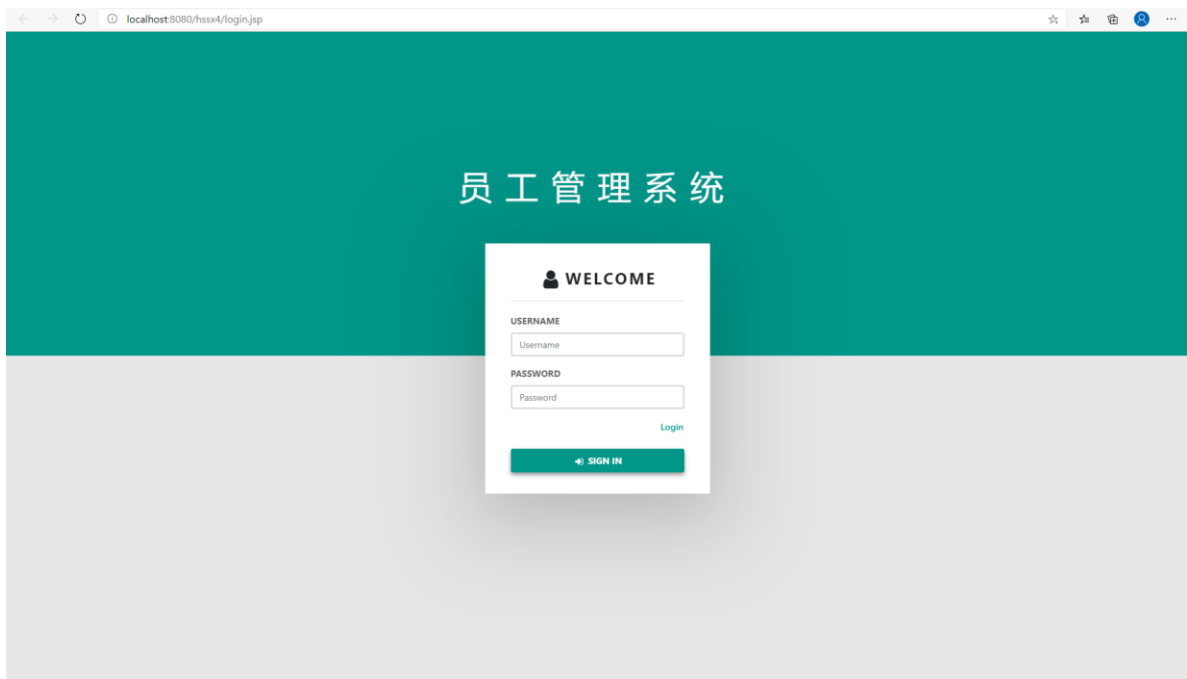 localhost:8080/hssx4/login.jsp
员工管理系统
WELCOME
USERNAME
Username
PASSWORD
Password
Login
SIGN IN